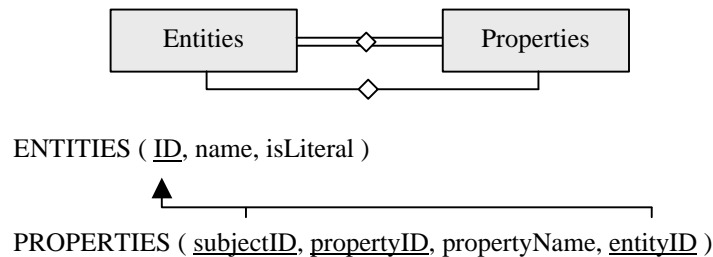 Entities Properties
ENTITIES ( ID, name, isLiteral )
PROPERTIES ( subjectID, propertyID, propertyName, entityID )